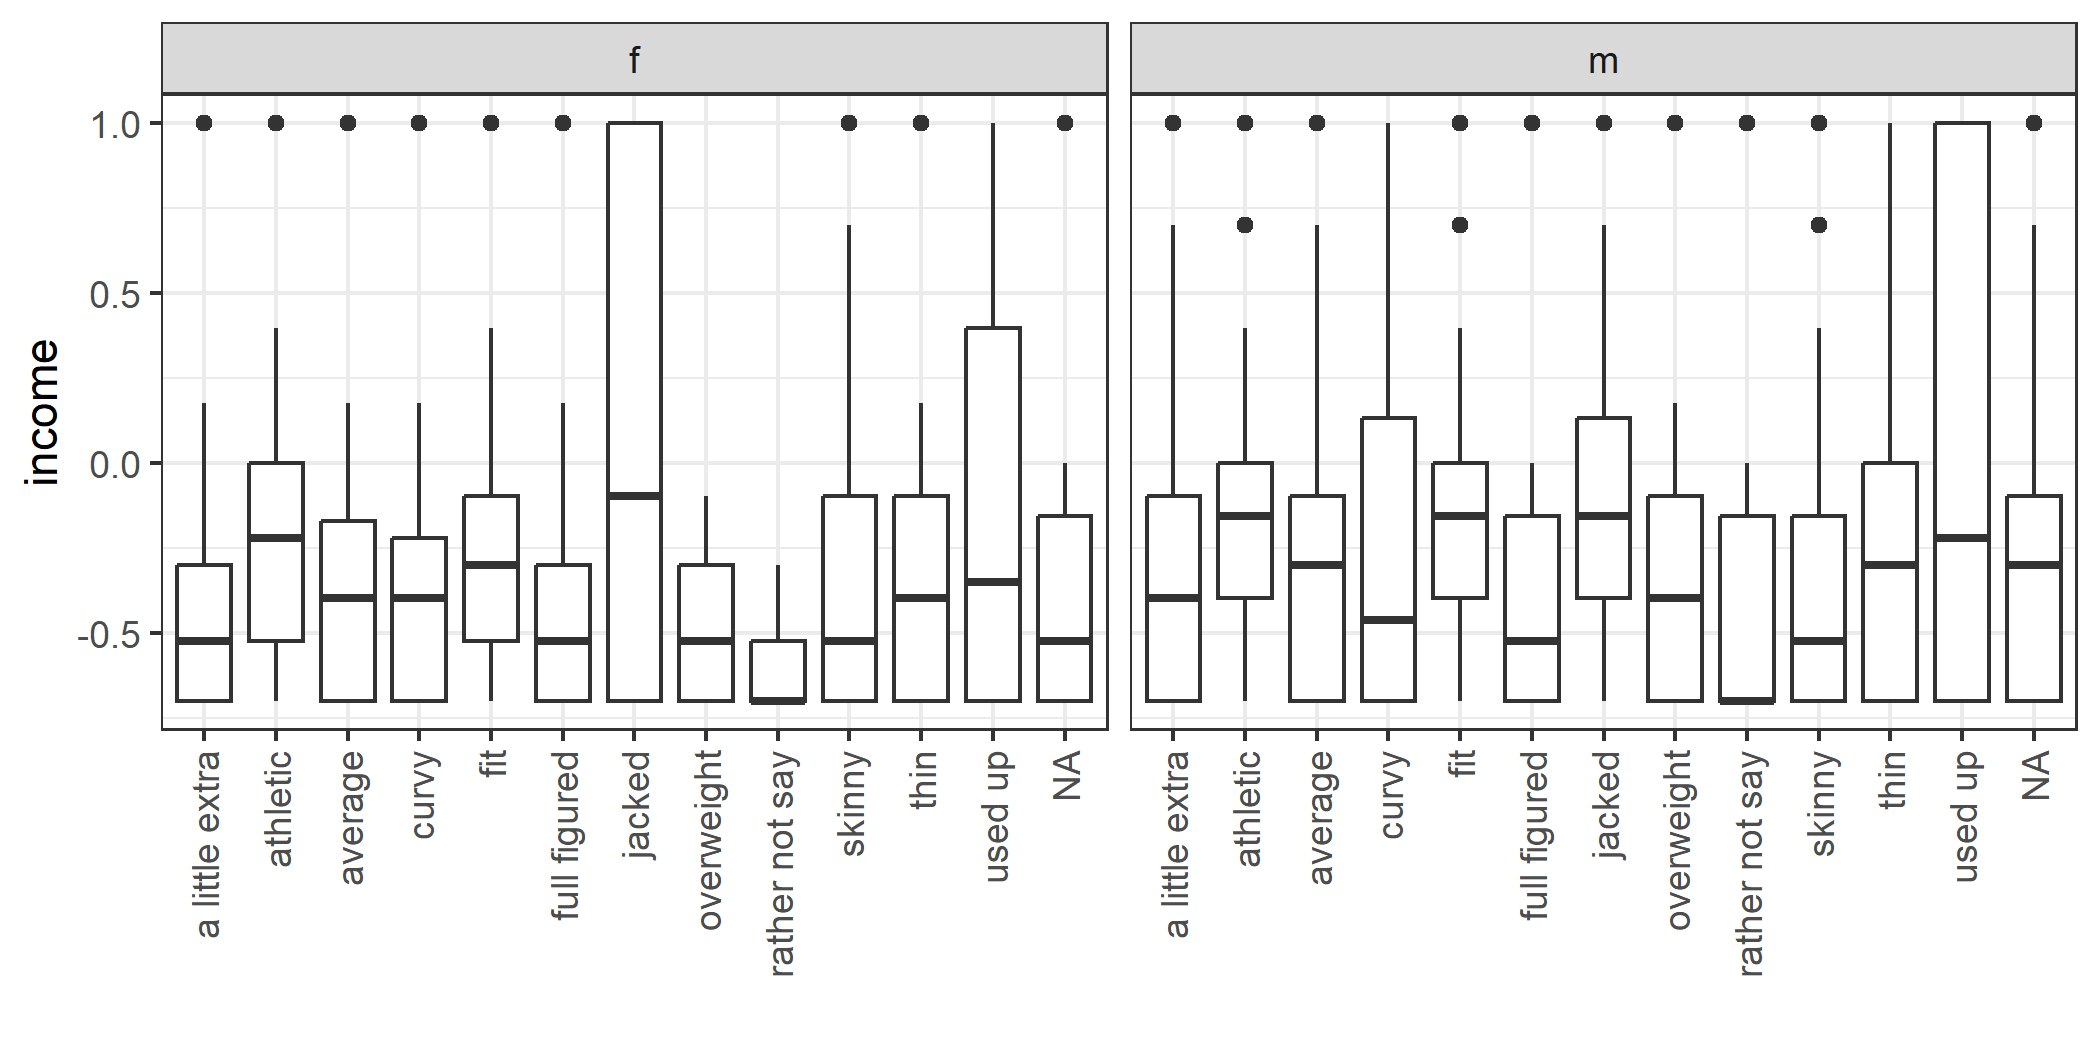 f
m
1.0
0.5
0.0
-0.5
income
a little extra
athletic
average
curvy
fit
full figured
jacked
overweight
rather not say
skinny
thin
used up
NA
a little extra
athletic
average
curvy
fit
full figured
jacked
overweight
rather not say
skinny
thin
used up
NA